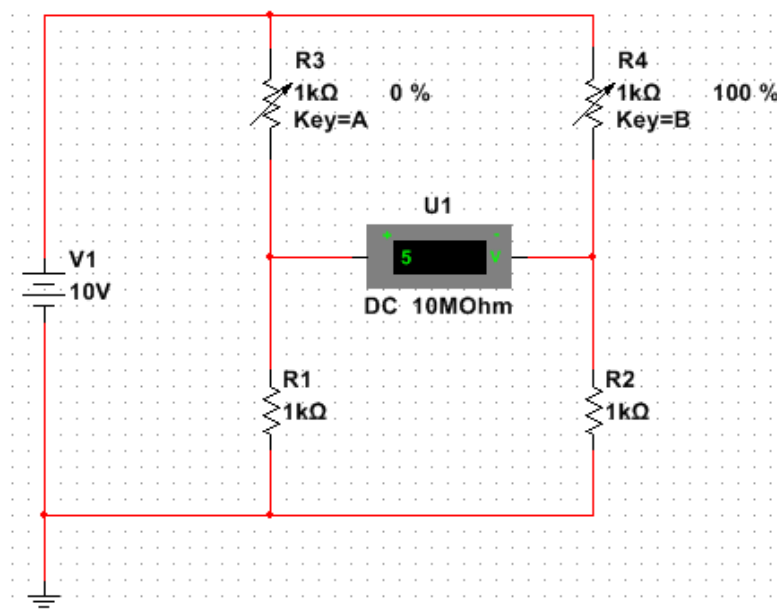 R3
1kΩ 0 %
Key=A
R4
1kΩ 100 %
Key=B
U1
+ -
5 V
DC 10MOhm
V1
10V
R1
1kΩ
R2
1kΩ